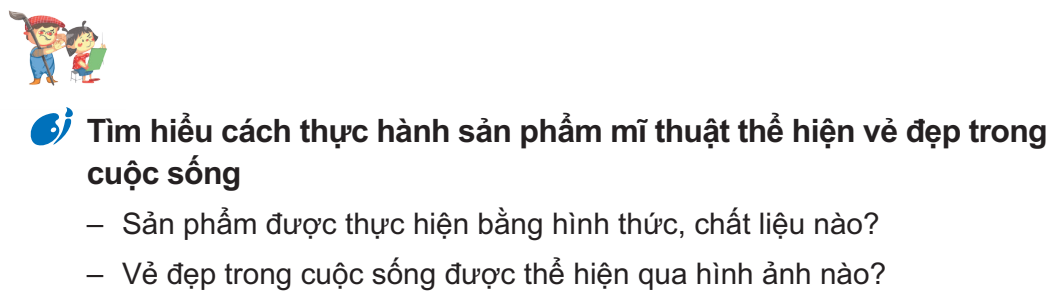 Tìm hiểu cách thực hành sản phẩm mĩ thuật thể hiện vẻ đẹp trong
cuộc sống
– Sản phẩm được thực hiện bằng hình thức, chất liệu nào?
– Vẻ đẹp trong cuộc sống được thể hiện qua hình ảnh nào?